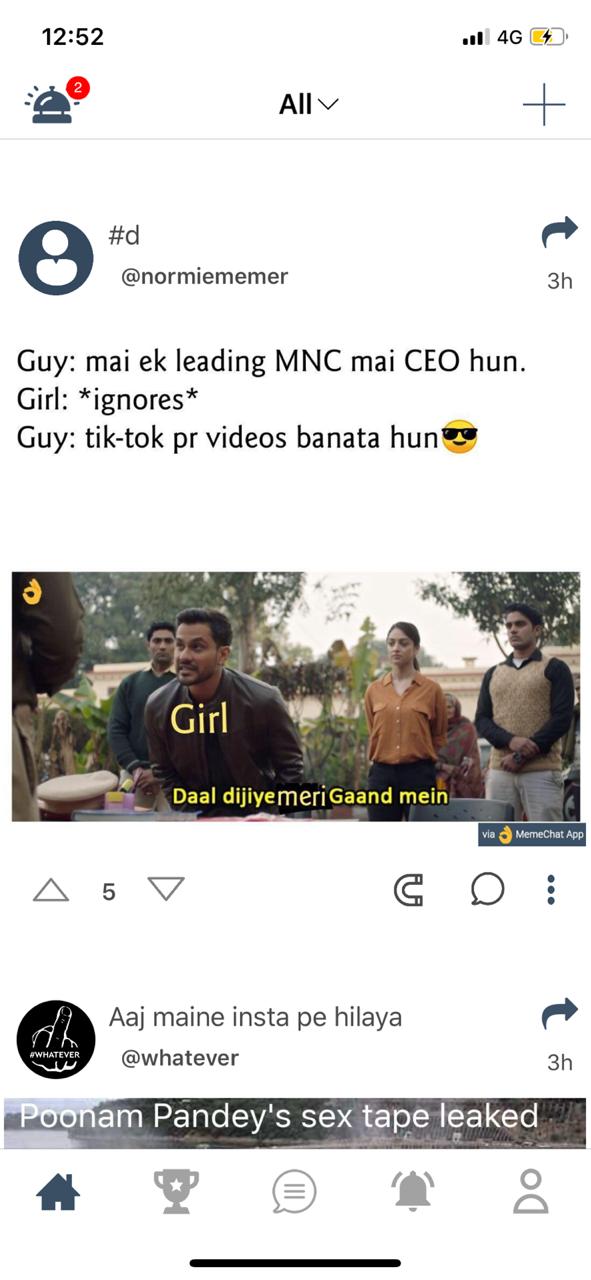 12:52
4G
2
All
#d
@normiememer
3h
Guy: mai ek leading MNC mai CEO hun.
Girl: *ignores*
Guy: tik-tok pr videos banata hun😎
Girl
Daal dijiye meri Gaand mein
via 👌 MemeChat App
5
Aaj maine insta pe hilaya
#WHATEVER
@whatever
3h
Poonam Pandey's sex tape leaked